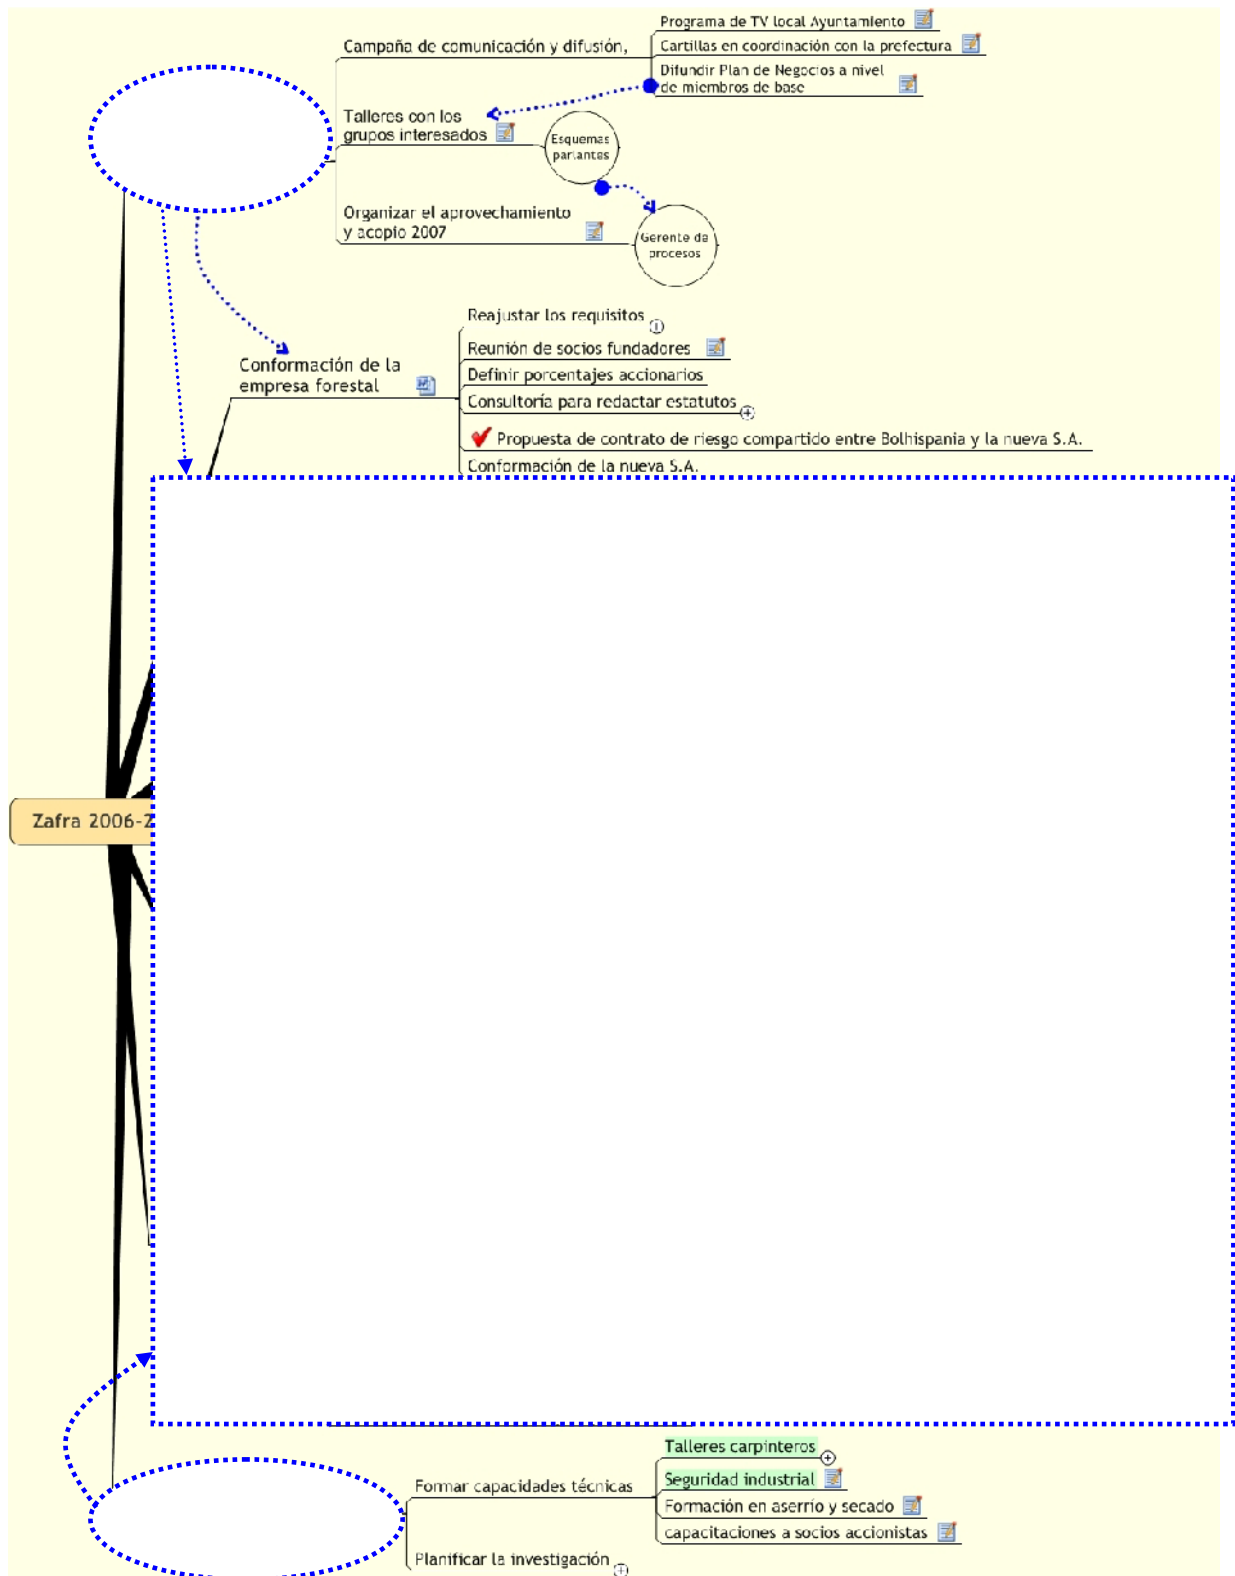 Programa de TV local Ayuntamiento
Campaña de comunicación y difusión,
Cartillas en coordinación con la prefectura
Difundir Plan de Negocios a nivel
de miembros de base
Talleres con los
grupos interesados
Esquemas
parlantes
Organizar el aprovechamiento
y acopio 2007
Gerente de
procesos
Conformación de la
empresa forestal
Reajustar los requisitos
Reunión de socios fundadores
Definir porcentajes accionarios
Consultoría para redactar estatutos
Propuesta de contrato de riesgo compartido entre Bolhispania y la nueva S.A.
Conformación de la nueva S.A.
Zafra 2006-2
Formar capacidades técnicas
Talleres carpinteros
Seguridad industrial
Formación en aserrío y secado
capacitaciones a socios accionistas
Planificar la investigación